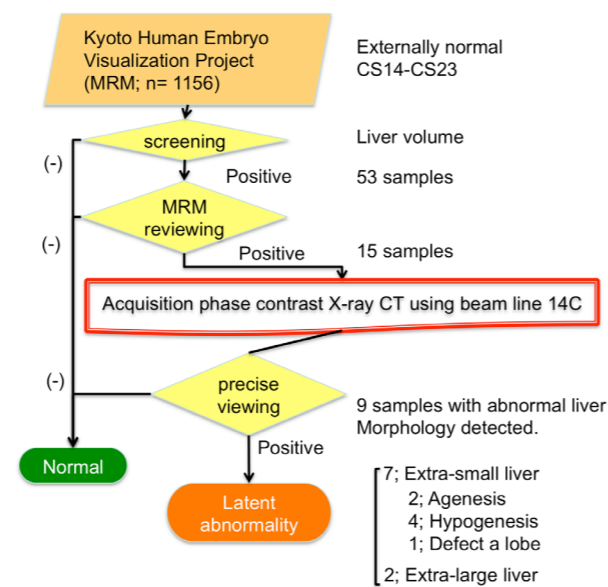 Kyoto Human Embryo
Visualization Project
(MRM; n= 1156)
Externally normal
CS14-CS23
screening
Liver volume
(-)
Positive
53 samples
MRM
reviewing
(-)
Positive
15 samples
Acquisition phase contrast X-ray CT using beam line 14C
(-)
precise
viewing
9 samples with abnormal liver
Morphology detected.
Positive
Normal
Latent
abnormality
7; Extra-small liver
2; Agenesis
4; Hypogenesis
1; Defect a lobe
2; Extra-large liver